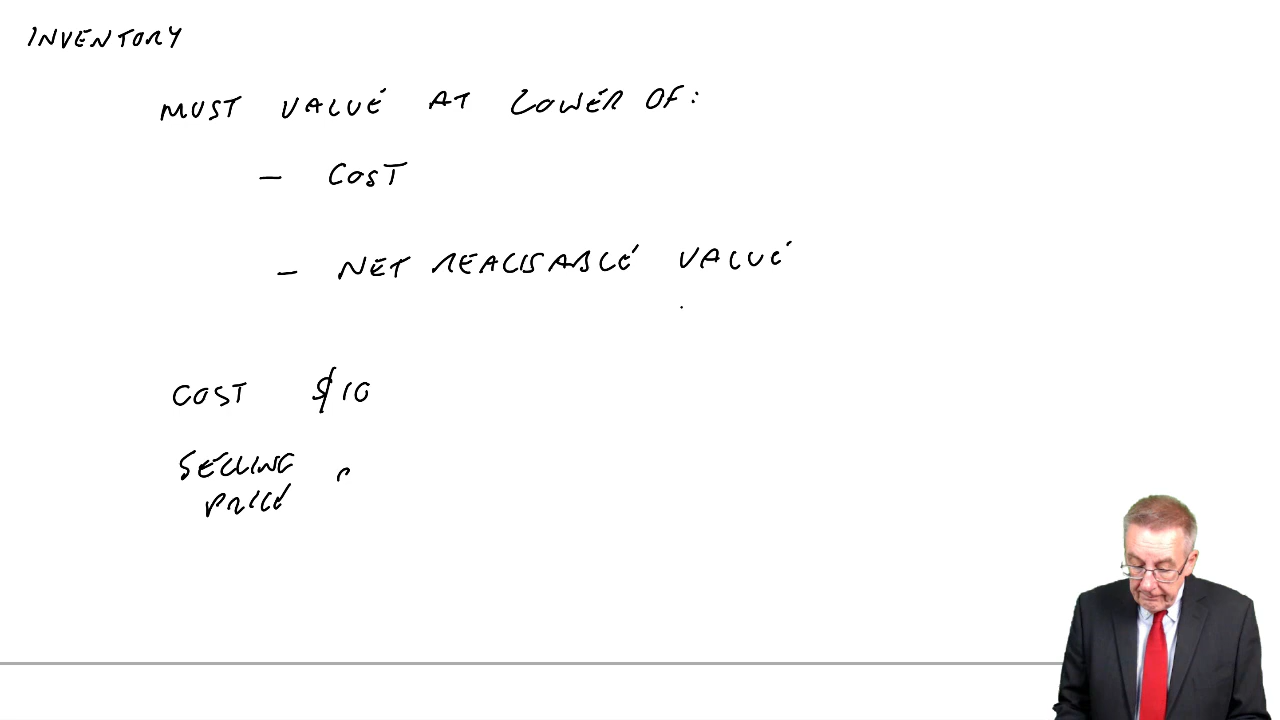 INVENTORY
MUST VALUE AT LOWER OF:
- COST
- NET REALISABLE VALUE
COST $10
SELLING
PRICE